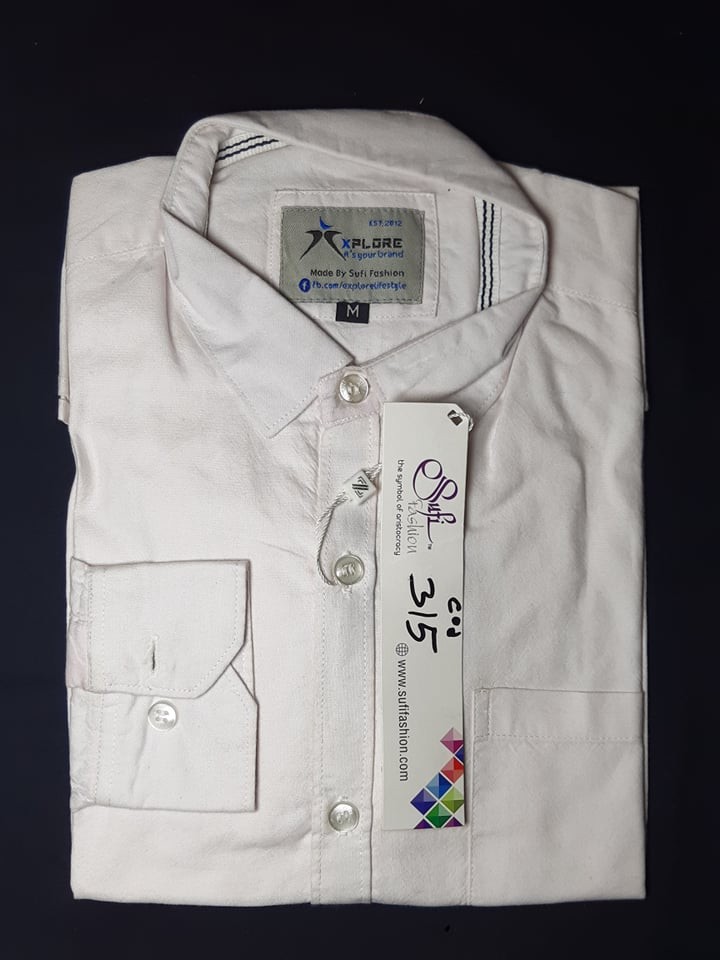 EST.2012
XPLORE
it's your brand
Made By Sufi Fashion
fb.com/explorelifestyle
M
Sufi TM
fashion
the symbol of aristocracy
315
www.sufifashion.com